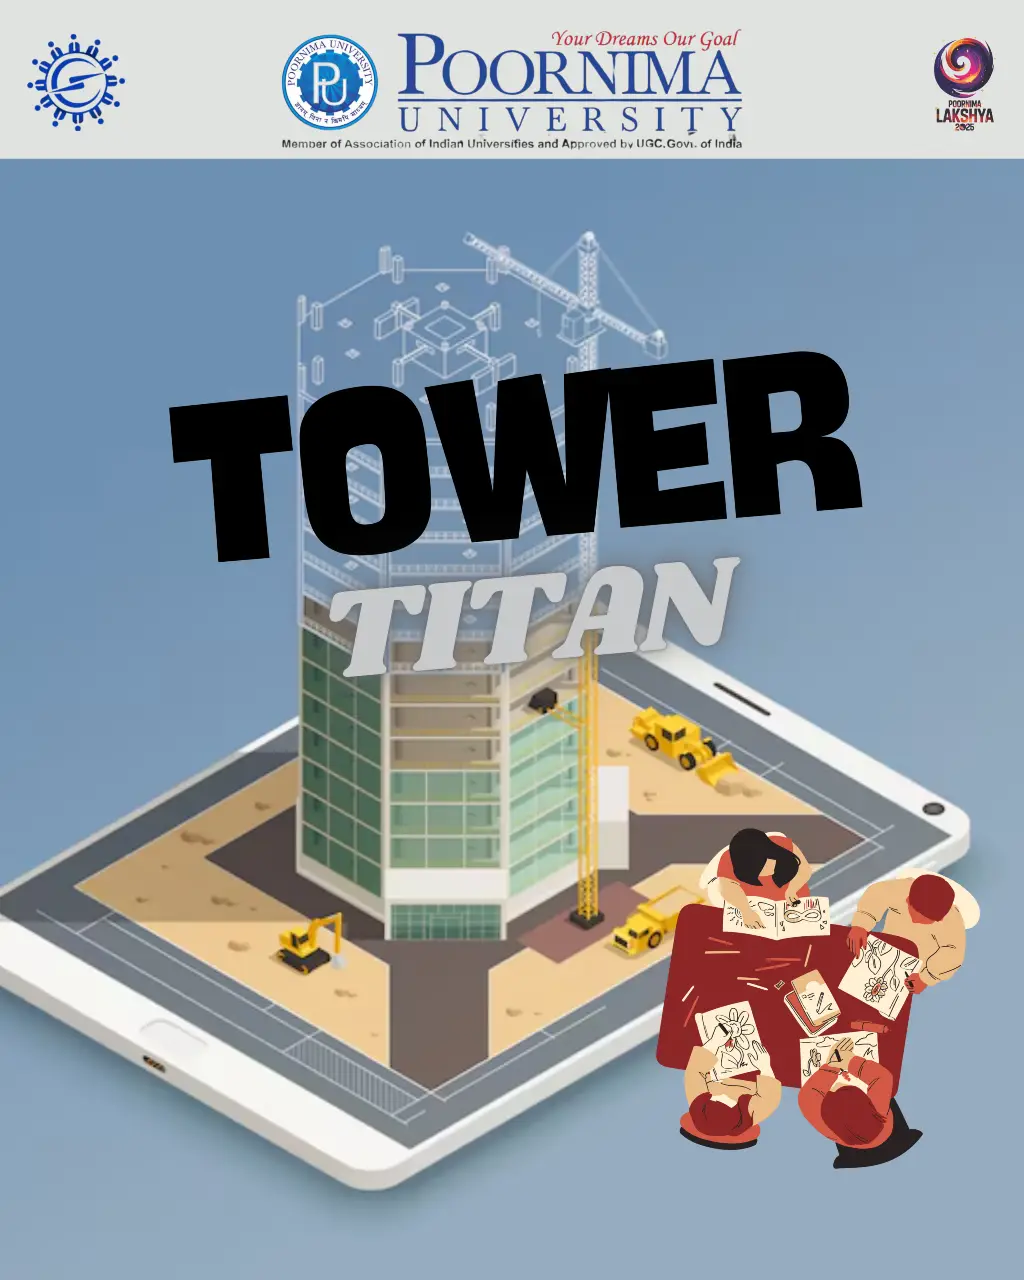 Your Dreams Our Goal
POORNIMA
UNIVERSITY
Member of Association of Indian Universities and Approved by UGC.Govt. of India
POORNIMA UNIVERSITY
PU
POORNIMA
LAKSHYA
2025
TOWER
TITAN